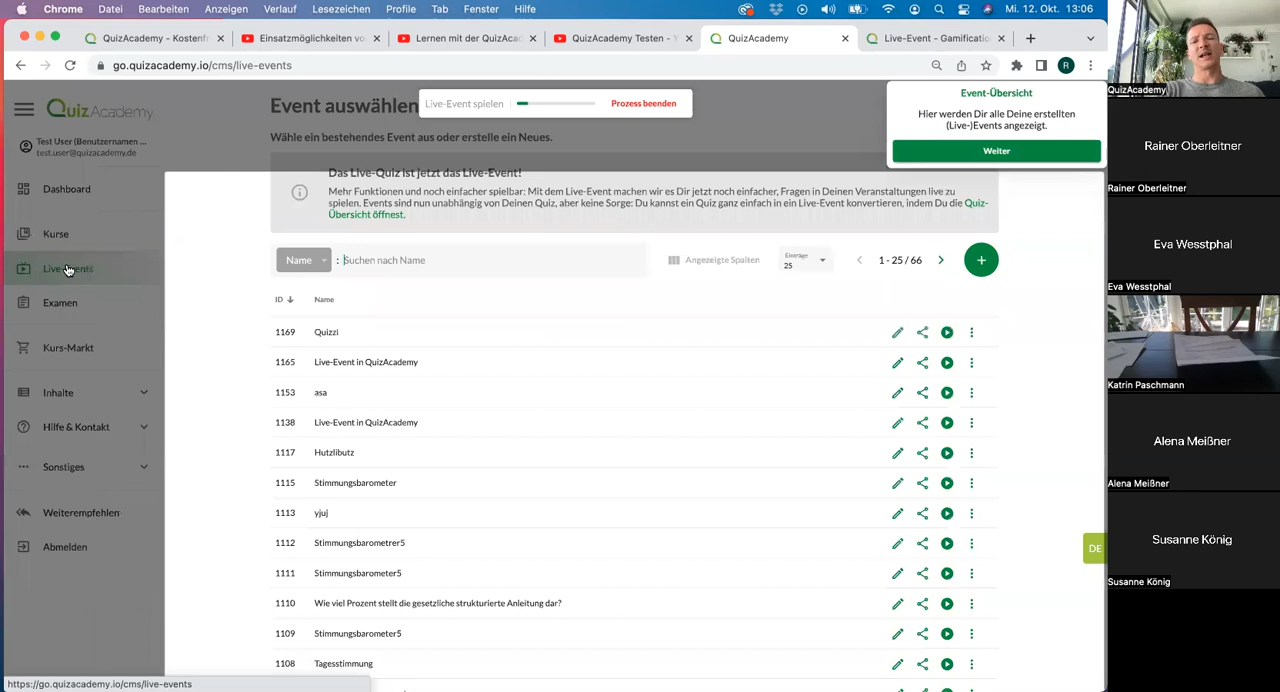 Verlauf Ablage Bearbeiten Anzeigen Verlauf Lesezeichen Profile Tab Fenster Hilfe Mi. 12. Okt. 13:06
QuizAcademy - Kostenfr
Einsatzmöglichkeiten vo
Lernen mit der QuizAca
QuizAcademy Testen - Y
QuizAcademy
Live-Event - Gamificatio
go.quizacademy.io/cms/live-events
R
QuizAcademy
Test User (Benutzernamen ...
test.user@quizacademy.de
Dashboard
Kurse
Live-Events
Examen
Kurs-Markt
Inhalte
Hilfe & Kontakt
Sonstiges
Weiterempfehlen
Abmelden
Event auswählen
Live-Event spielen
Prozess beenden
Wähle ein bestehendes Event aus oder erstelle ein Neues.
Event-Übersicht
Hier werden Dir alle Deine erstellten
(Live-)Events angezeigt.
Weiter
Das Live-Quiz ist jetzt das Live-Event!
Mehr Funktionen und noch einfacher spielbar: Mit dem Live-Event machen wir es Dir jetzt noch einfacher, Fragen in Deinen Veranstaltungen live zu
spielen. Events sind nun unabhängig von Deinen Quiz, aber keine Sorge: Du kannst ein Quiz ganz einfach in ein Live-Event konvertieren, indem Du die Quiz-
Übersicht öffnest.
Name : Suchen nach Name
Angezeigte Spalten
Einträge
25
1 - 25 / 66
ID Name
1169 Quizzi
1165 Live-Event in QuizAcademy
1153 asa
1138 Live-Event in QuizAcademy
1117 Hutzlibutz
1115 Stimmungsbarometer
1113 yjuj
1112 Stimmungsbarometrer5
1111 Stimmungsbarometer5
1110 Wie viel Prozent stellt die gesetzliche strukturierte Anleitung dar?
1109 Stimmungsbarometer5
1108 Tagesstimmung
DE
https://go.quizacademy.io/cms/live-events
QuizAcademy
Rainer Oberleitner
Rainer Oberleitner
Eva Wesstphal
Eva Wesstphal
Katrin Paschmann
Alena Meißner
Alena Meißner
Susanne König
Susanne König